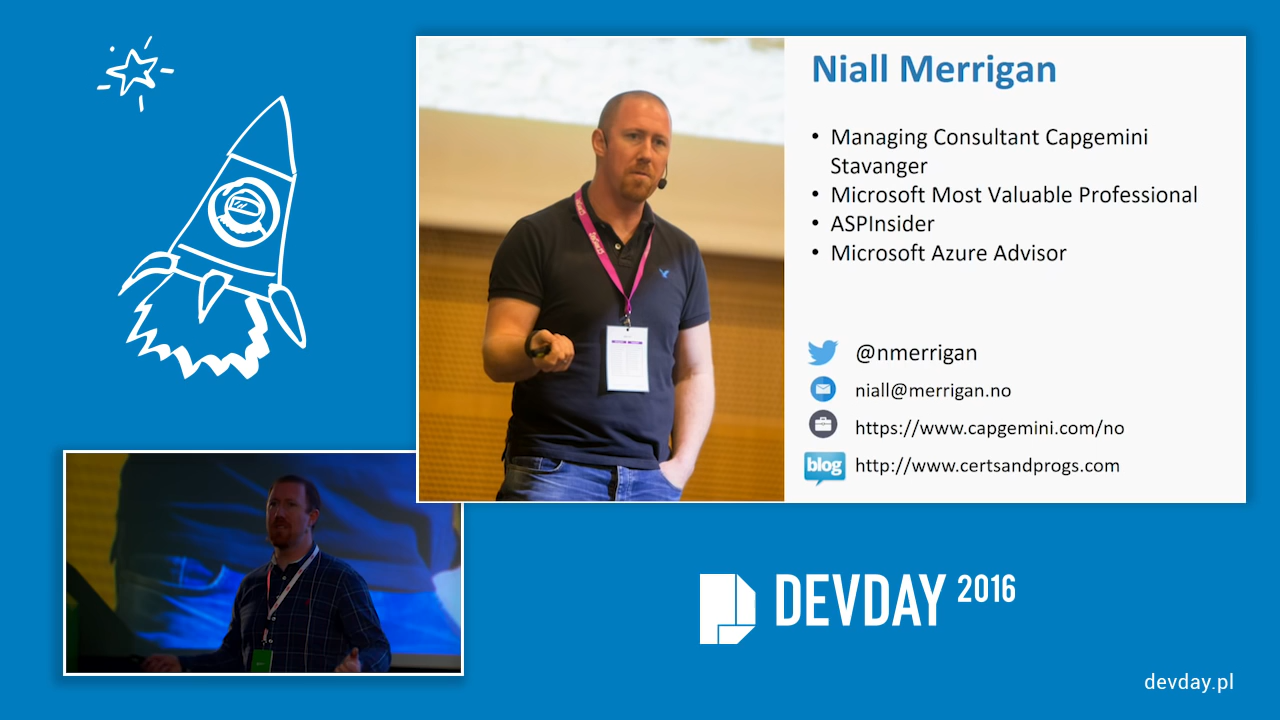 Niall Merrigan
• Managing Consultant Capgemini
Stavanger
• Microsoft Most Valuable Professional
• ASPInsider
• Microsoft Azure Advisor
@nmerrigan
niall@merrigan.no
https://www.capgemini.com/no
blog http://www.certsandprogs.com
DEVDAY 2016
devday.pl